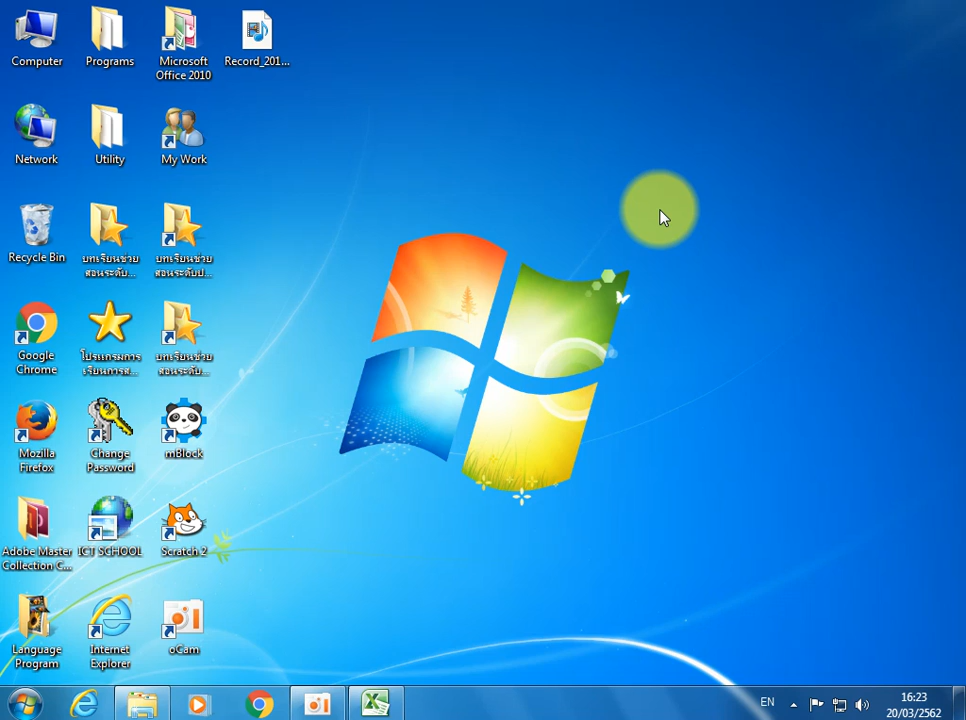 Computer
Programs
Microsoft
Office 2010
Record_201...
Network
Utility
My Work
Recycle Bin
บทเรียนช่วย
สอนระดับ...
บทเรียนช่วย
สอนระดับป...
Google
Chrome
โปรแกรมการ
เรียนการส...
บทเรียนช่วย
สอนระดับ...
Mozilla
Firefox
Change
Password
mBlock
Adobe Master
Collection C...
ICT SCHOOL
Scratch 2
Language
Program
Internet
Explorer
oCam
EN
16:23
20/03/2562